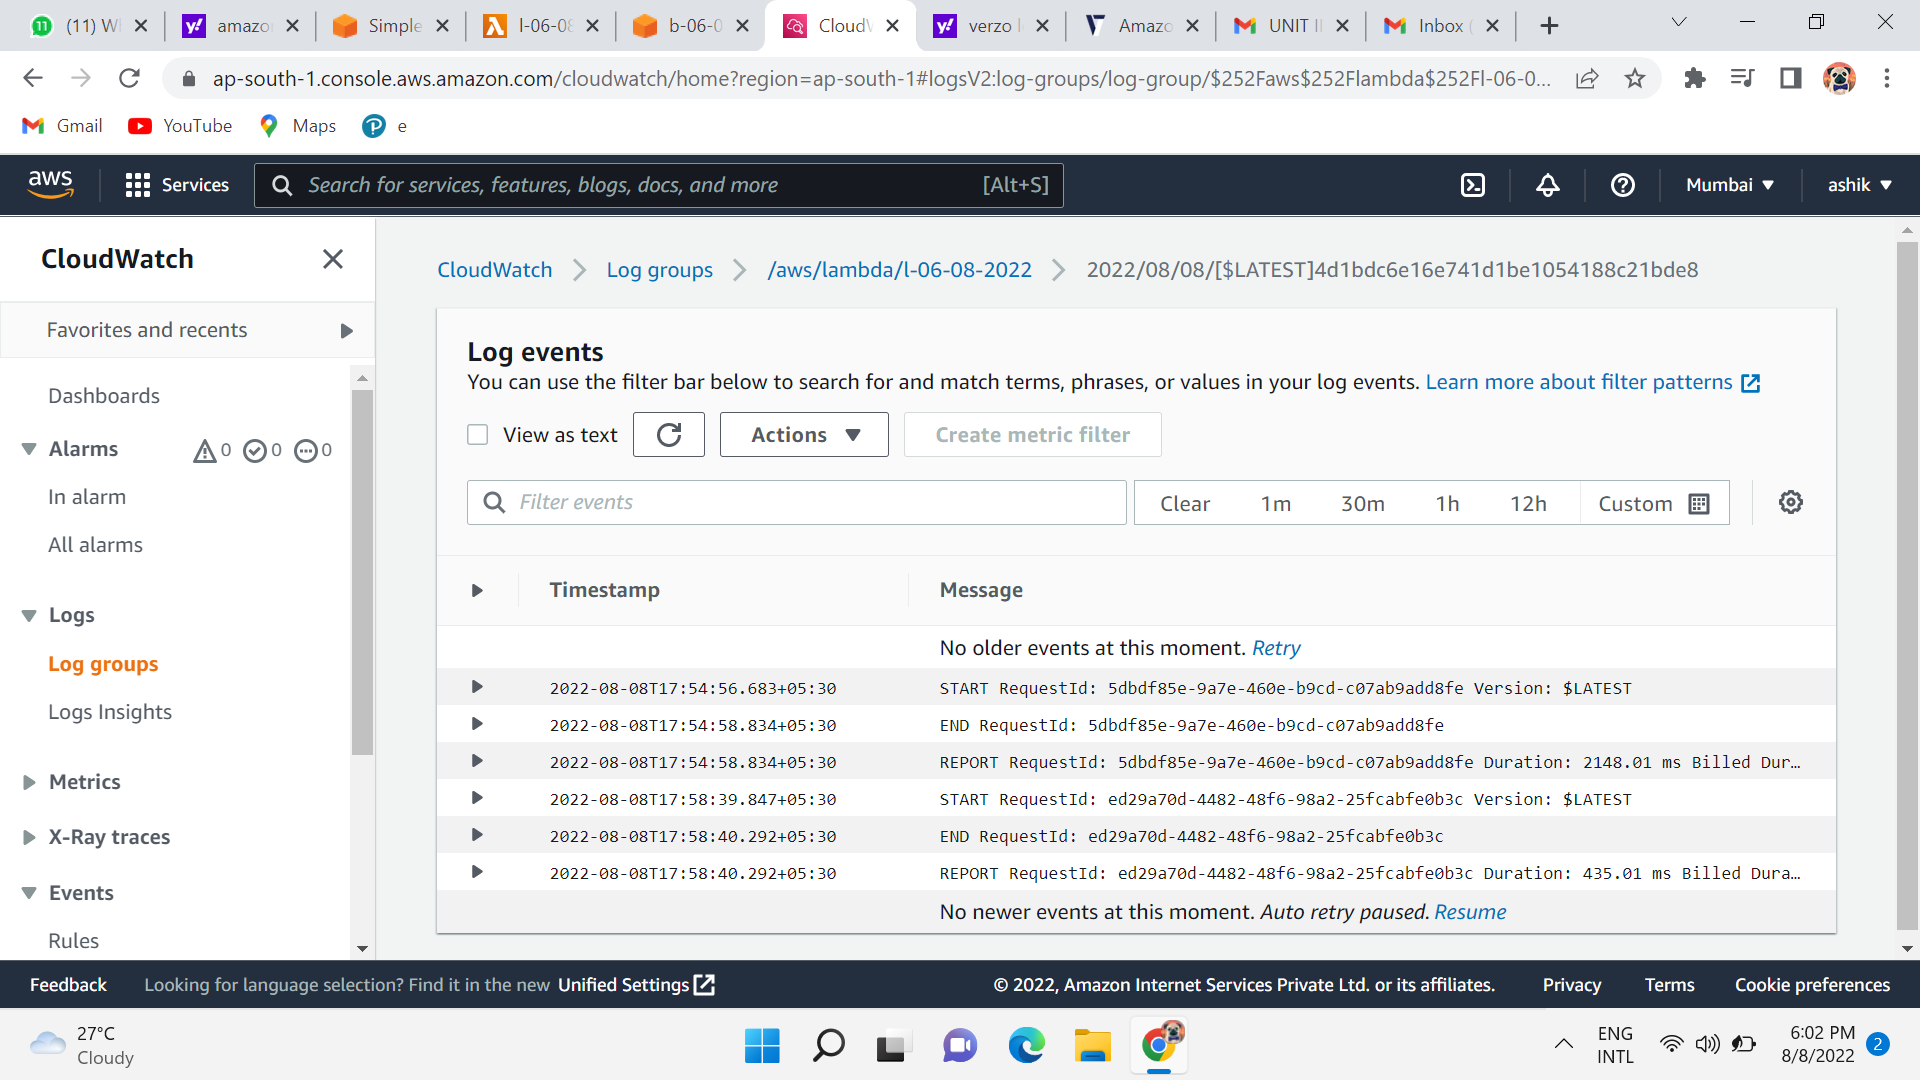 (11) W
amazo
Simple
l-06-08
b-06-0
CloudW
verzo l
Amazo
UNIT I
Inbox (
ap-south-1.console.aws.amazon.com/cloudwatch/home?region=ap-south-1#logsV2:log-groups/log-group/$252Faws$252Flambda$252Fl-06-0...
Gmail
YouTube
Maps
e
aws
Services
Search for services, features, blogs, docs, and more
[Alt+S]
Mumbai
ashik
CloudWatch
Favorites and recents
Dashboards
Alarms
0
0
0
In alarm
All alarms
Logs
Log groups
Logs Insights
Metrics
X-Ray traces
Events
Rules
CloudWatch
Log groups
/aws/lambda/l-06-08-2022
2022/08/08/[$LATEST]4d1bdc6e16e741d1be1054188c21bde8
Log events
You can use the filter bar below to search for and match terms, phrases, or values in your log events. Learn more about filter patterns
View as text
Actions
Create metric filter
Filter events
Clear
1m
30m
1h
12h
Custom
Timestamp
Message
No older events at this moment. Retry
2022-08-08T17:54:56.683+05:30 START RequestId: 5dbdf85e-9a7e-460e-b9cd-c07ab9add8fe Version: $LATEST
2022-08-08T17:54:58.834+05:30 END RequestId: 5dbdf85e-9a7e-460e-b9cd-c07ab9add8fe
2022-08-08T17:54:58.834+05:30 REPORT RequestId: 5dbdf85e-9a7e-460e-b9cd-c07ab9add8fe Duration: 2148.01 ms Billed Dur...
2022-08-08T17:58:39.847+05:30 START RequestId: ed29a70d-4482-48f6-98a2-25fcabfe0b3c Version: $LATEST
2022-08-08T17:58:40.292+05:30 END RequestId: ed29a70d-4482-48f6-98a2-25fcabfe0b3c
2022-08-08T17:58:40.292+05:30 REPORT RequestId: ed29a70d-4482-48f6-98a2-25fcabfe0b3c Duration: 435.01 ms Billed Dura...
No newer events at this moment. Auto retry paused. Resume
Feedback
Looking for language selection? Find it in the new Unified Settings
© 2022, Amazon Internet Services Private Ltd. or its affiliates.
Privacy
Terms
Cookie preferences
27°C
Cloudy
ENG
INTL
6:02 PM
8/8/2022
2